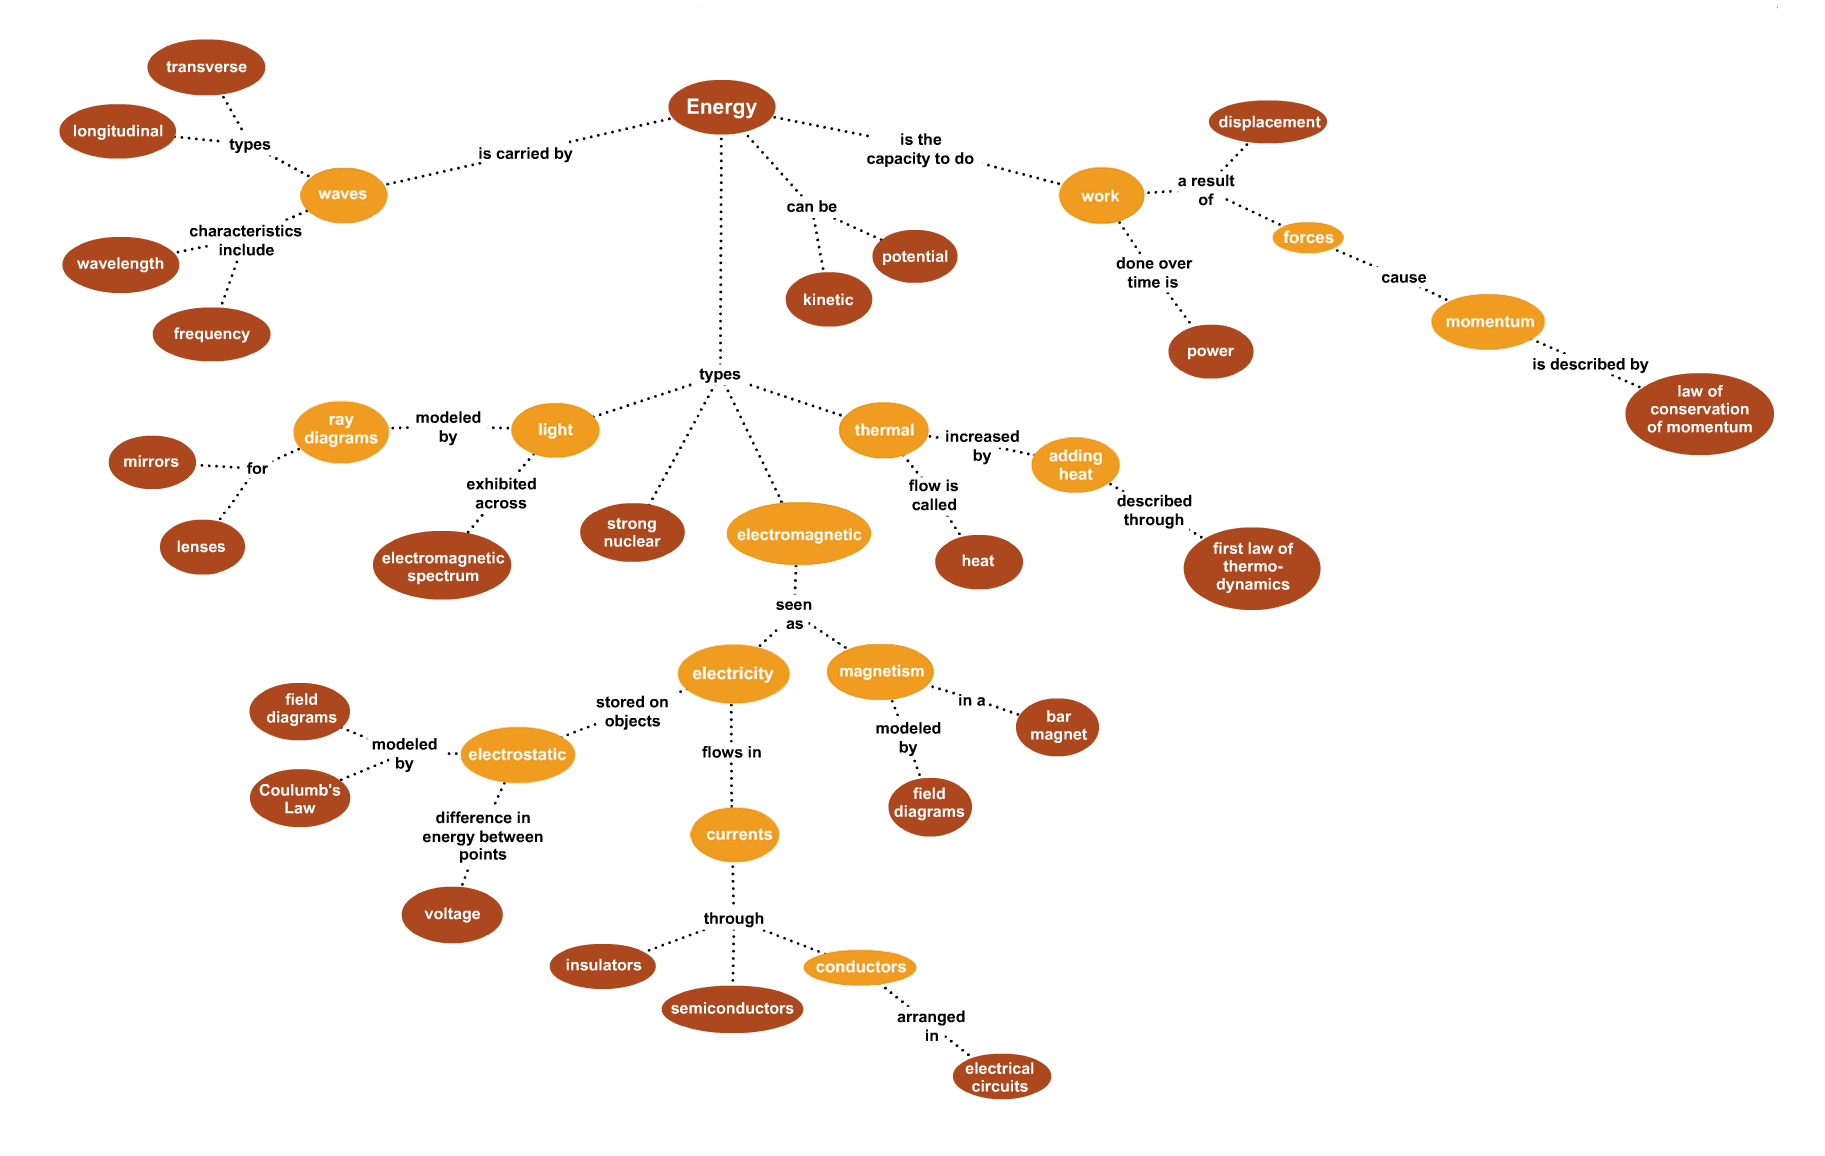 transverse
longitudinal
types
waves
characteristics
include
wavelength
frequency
is carried by
Energy
can be
kinetic
potential
is the
capacity to do
work
a result
of
displacement
forces
cause
momentum
is described by
law of
conservation
of momentum
done over
time is
power
types
light
modeled
by
ray
diagrams
for
mirrors
lenses
exhibited
across
electromagnetic
spectrum
strong
nuclear
electromagnetic
thermal
increased
by
adding
heat
described
through
first law of
thermo-
dynamics
flow is
called
heat
seen
as
electricity
magnetism
in a
bar
magnet
modeled
by
field
diagrams
stored on
objects
electrostatic
modeled
by
field
diagrams
Coulumb's
Law
difference in
energy between
points
voltage
flows in
currents
through
insulators
semiconductors
conductors
arranged
in
electrical
circuits